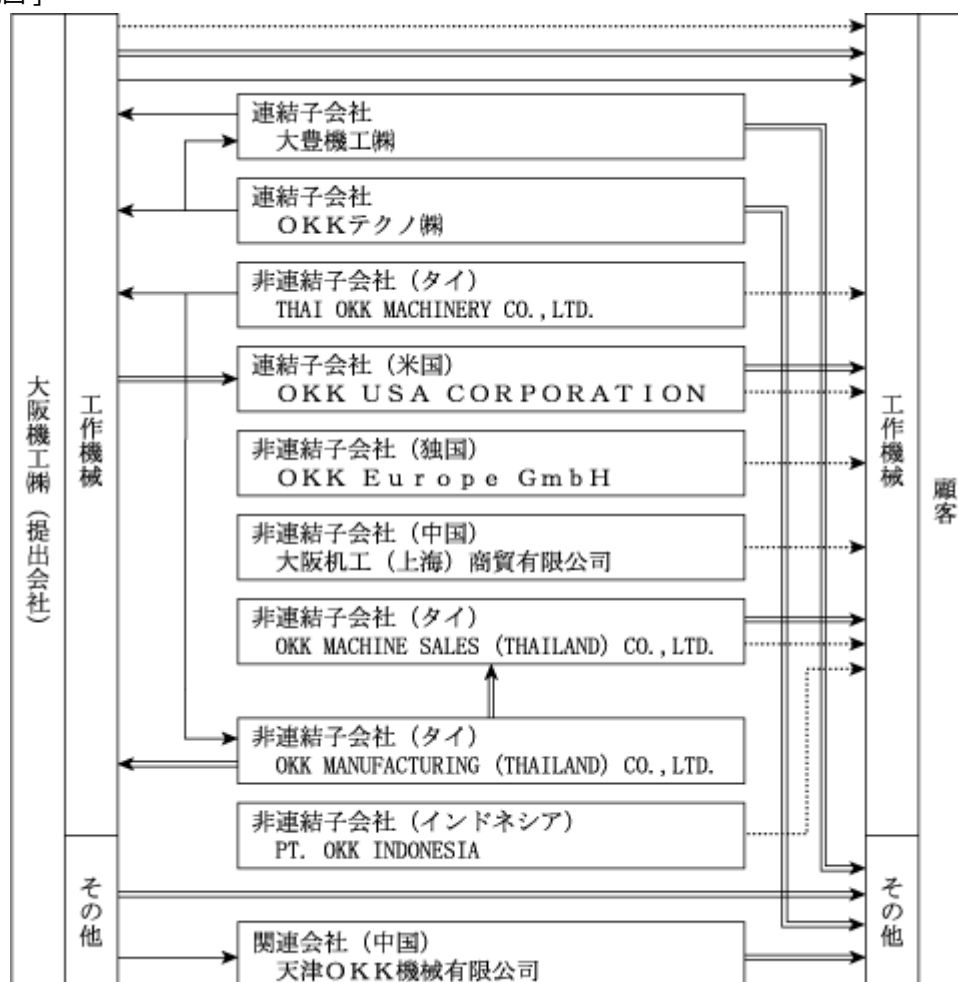 大阪機工㈱（提出会社）
工作機械
その他
連結子会社
大豊機工㈱
連結子会社
ＯＫＫテクノ㈱
非連結子会社（タイ）
THAI OKK MACHINERY CO.,LTD.
連結子会社（米国）
ＯＫＫ ＵＳＡ ＣＯＲＰＯＲＡＴＩＯＮ
非連結子会社（独国）
ＯＫＫ Ｅｕｒｏｐｅ ＧｍｂＨ
非連結子会社（中国）
大阪机工（上海）商貿有限公司
非連結子会社（タイ）
OKK MACHINE SALES (THAILAND) CO.,LTD.
非連結子会社（タイ）
OKK MANUFACTURING (THAILAND) CO.,LTD.
非連結子会社（インドネシア）
PT. OKK INDONESIA
関連会社（中国）
天津ＯＫＫ機械有限公司
工作機械
その他
顧客